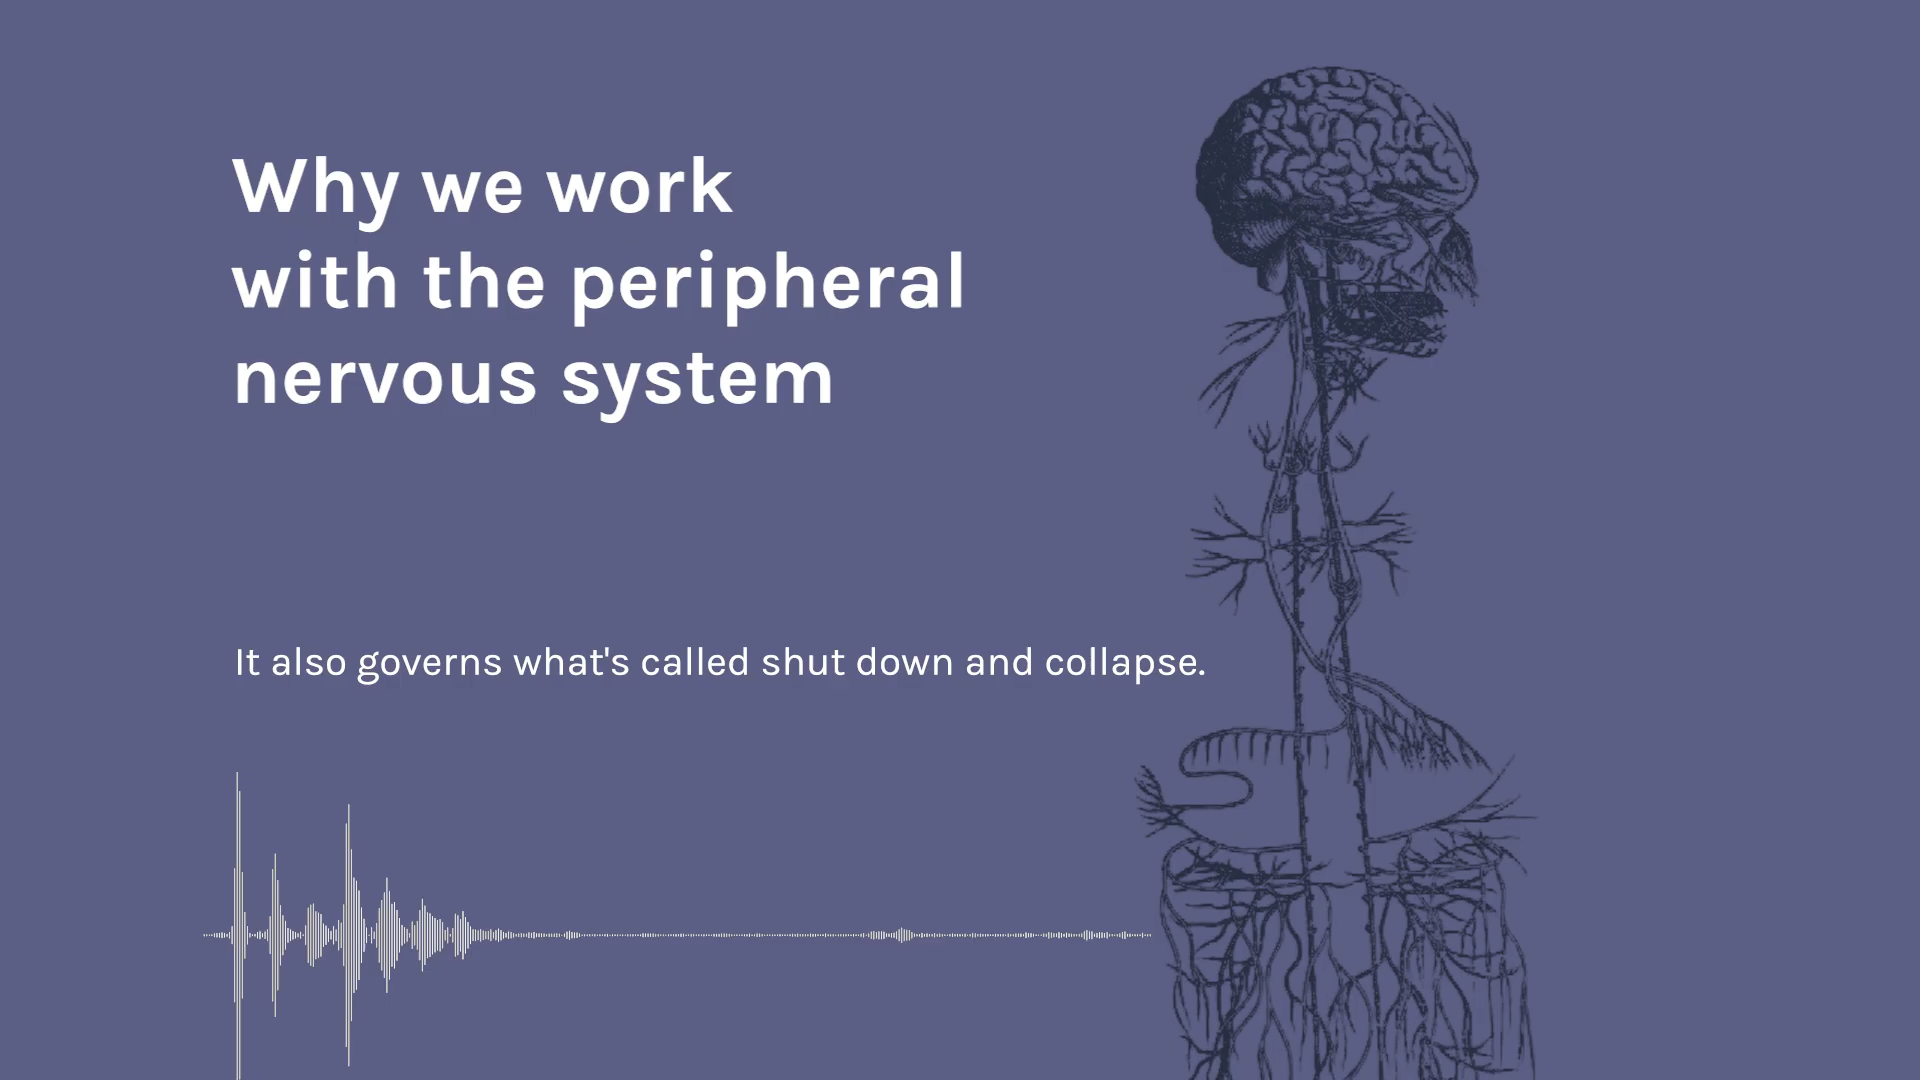 Why we work
with the peripheral
nervous system
It also governs what's called shut down and collapse.